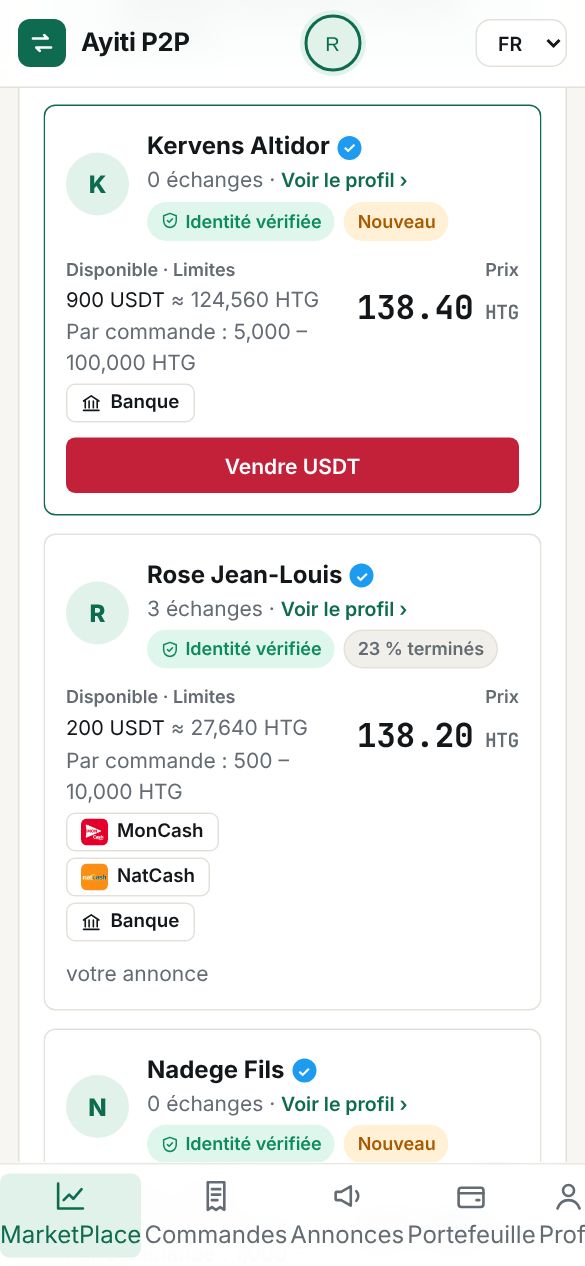 Ayiti P2P
R
FR
K
Kervens Altidor
0 échanges · Voir le profil ›
Identité vérifiée
Nouveau
Disponible · Limites
Prix
900 USDT ≈ 124,560 HTG
138.40 HTG
Par commande : 5,000 –
100,000 HTG
Banque
Vendre USDT
R
Rose Jean-Louis
3 échanges · Voir le profil ›
Identité vérifiée
23 % terminés
Disponible · Limites
Prix
200 USDT ≈ 27,640 HTG
138.20 HTG
Par commande : 500 –
10,000 HTG
MonCash
NatCash
Banque
votre annonce
N
Nadege Fils
0 échanges · Voir le profil ›
Identité vérifiée
Nouveau
MarketPlace
Commandes
Annonces
Portefeuille
Prof